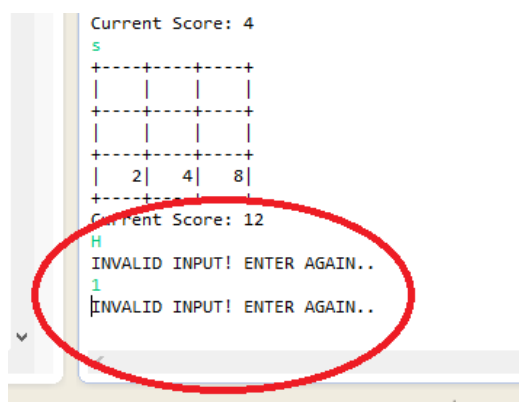 Current Score: 4
s
+----+----+----+
|    |    |    |
+----+----+----+
|    |    |    |
+----+----+----+
|   2|   4|   8|
+----+----+----+
Current Score: 12
H
INVALID INPUT! ENTER AGAIN..
1
INVALID INPUT! ENTER AGAIN..